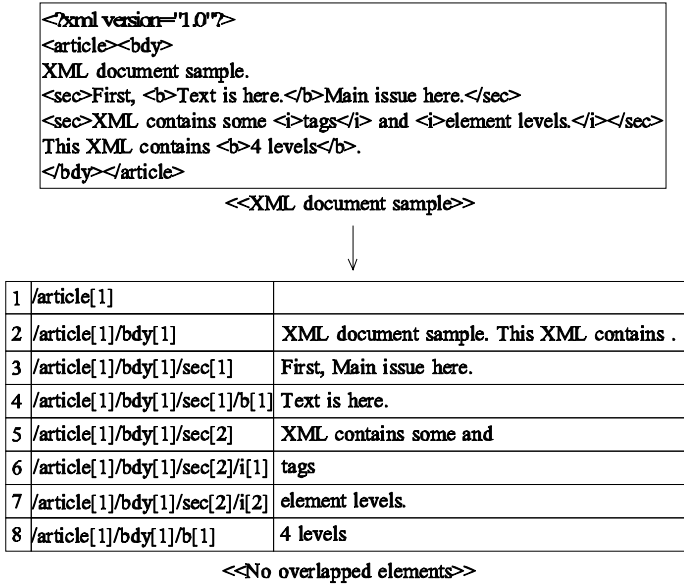 <?xml version="1.0"?>
<article><bdy>
XML document sample.
<sec>First, <b>Text is here.</b>Main issue here.</sec>
<sec>XML contains some <i>tags</i> and <i>element levels.</i></sec>
This XML contains <b>4 levels</b>.
</bdy></article>
<<XML document sample>>
1 /article[1]
2 /article[1]/bdy[1] XML document sample. This XML contains .
3 /article[1]/bdy[1]/sec[1] First, Main issue here.
4 /article[1]/bdy[1]/sec[1]/b[1] Text is here.
5 /article[1]/bdy[1]/sec[2] XML contains some and
6 /article[1]/bdy[1]/sec[2]/i[1] tags
7 /article[1]/bdy[1]/sec[2]/i[2] element levels.
8 /article[1]/bdy[1]/b[1] 4 levels
<<No overlapped elements>>